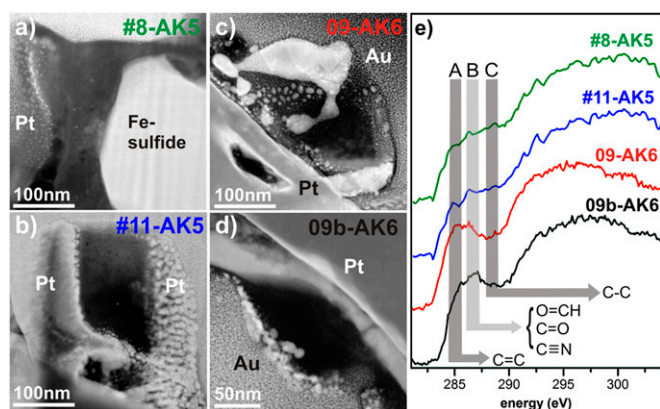 a) #8-AK5
Pt
Fe-
sulfide
100nm
b) #11-AK5
Pt
Pt
100nm
c) 09-AK6
Au
Pt
100nm
d) 09b-AK6
Pt
Au
50nm
e)
#8-AK5
A B C
#11-AK5
09-AK6
09b-AK6
C-C
O=CH
C=O
C≡N
C=C
285 290 295 300
energy (eV)